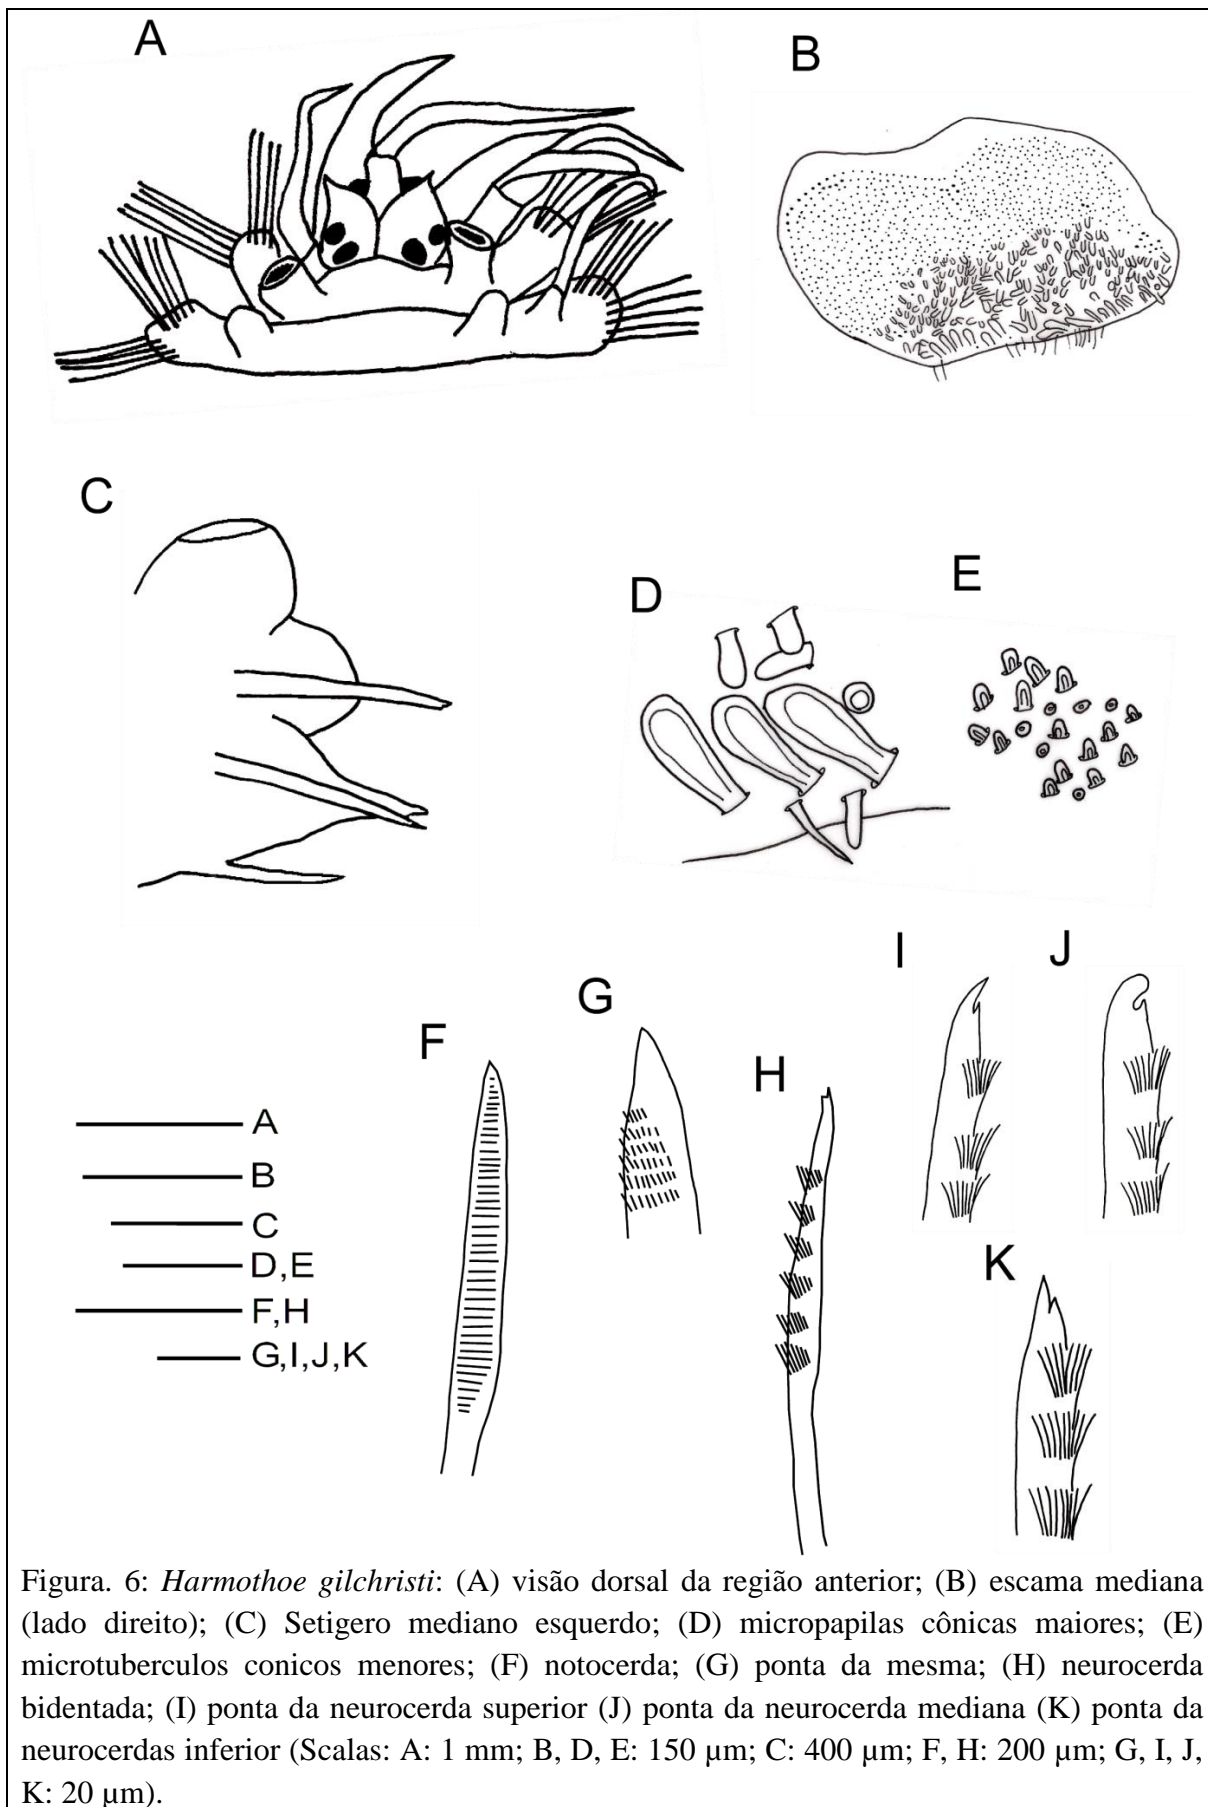 A
B
C
D
E
F
G
H
I
J
K
A
B
C
D,E
F,H
G,I,J,K
Figura. 6: Harmothoe gilchristi: (A) visão dorsal da região anterior; (B) escama mediana
(lado direito); (C) Setigero mediano esquerdo; (D) micropapilas cônicas maiores; (E)
microtuberculos conicos menores; (F) notocerda; (G) ponta da mesma; (H) neurocerda
bidentada; (I) ponta da neurocerda superior (J) ponta da neurocerda mediana (K) ponta da
neurocerdas inferior (Scalas: A: 1 mm; B, D, E: 150 µm; C: 400 µm; F, H: 200 µm; G, I, J,
K: 20 µm).